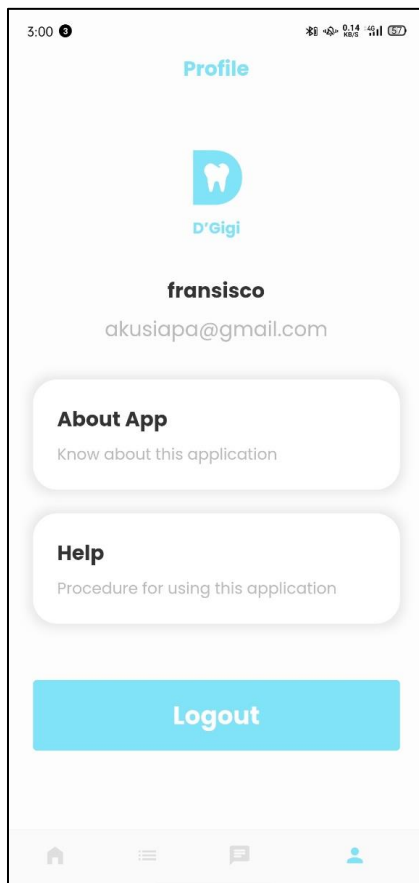 3:00 3 0.14 KB/S 4G 57
Profile
D'Gigi
fransisco
akusiapa@gmail.com
About App
Know about this application
Help
Procedure for using this application
Logout